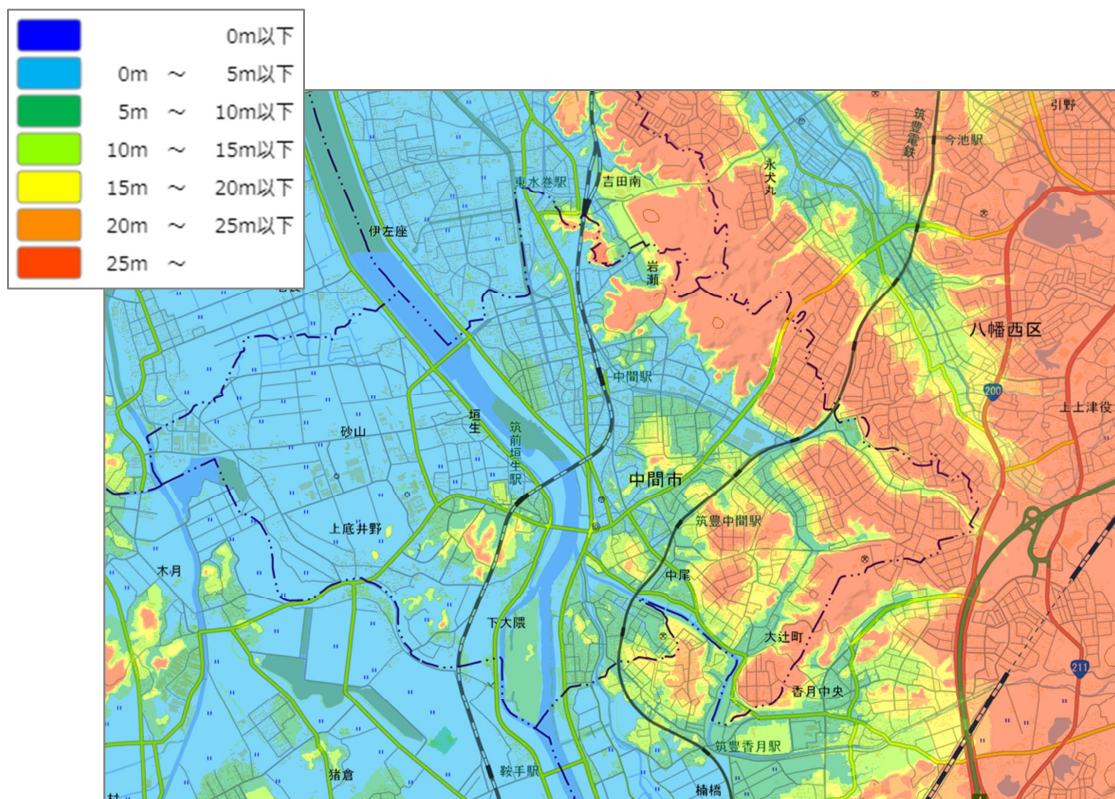 0m以下
0m ～ 5m以下
5m ～ 10m以下
10m ～ 15m以下
15m ～ 20m以下
20m ～ 25m以下
25m ～
引野
筑豊電鉄
今池駅
東水巻駅
吉田南
永犬丸
伊左座
岩瀬
八幡西区
中間駅
200
上上津役
垣生
砂山
筑前垣生駅
中間市
上底井野
筑豊中間駅
木月
中尾
下大隈
大辻町
211
香月中央
筑豊香月駅
鞍手駅
猪倉
楠橋